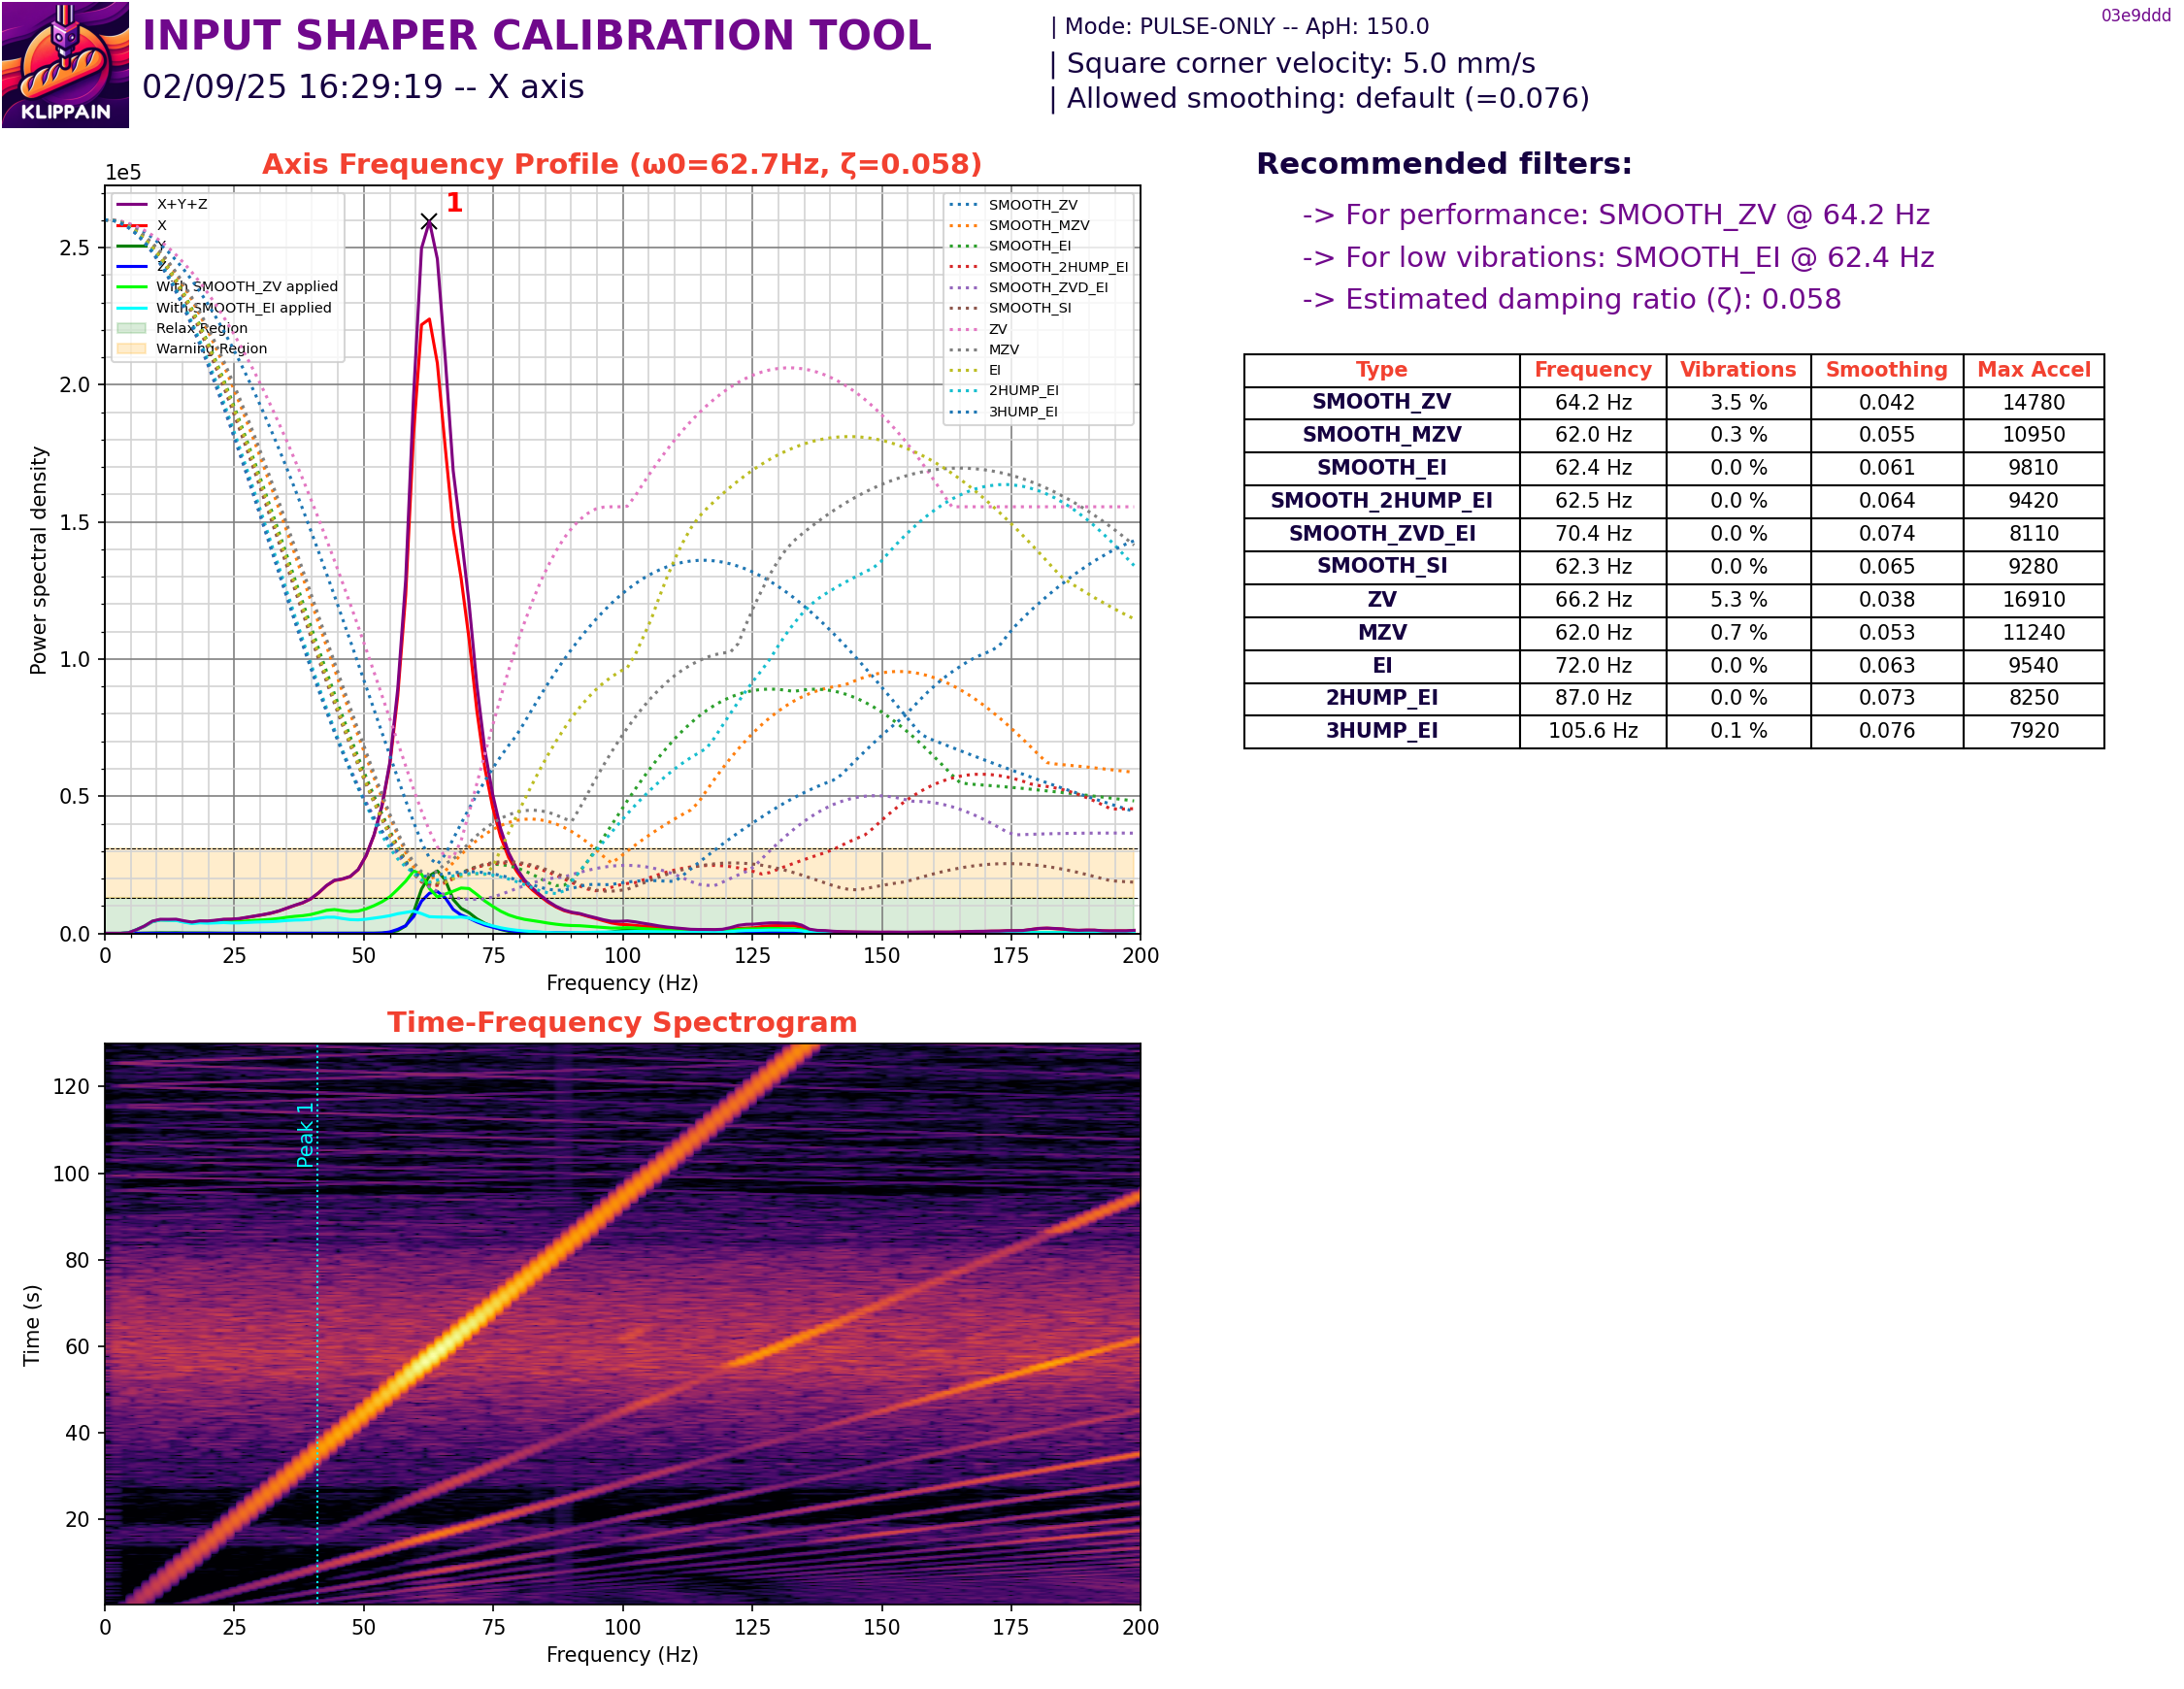 KLIPPAIN
INPUT SHAPER CALIBRATION TOOL
02/09/25 16:29:19 -- X axis
| Mode: PULSE-ONLY -- ApH: 150.0
| Square corner velocity: 5.0 mm/s
| Allowed smoothing: default (=0.076)
03e9ddd
Axis Frequency Profile (ω0=62.7Hz, ζ=0.058)
1e5
Power spectral density
2.5
2.0
1.5
1.0
0.5
0.0
X+Y+Z
X
Y
Z
With SMOOTH_ZV applied
With SMOOTH_EI applied
Relax Region
Warning Region
1
SMOOTH_ZV
SMOOTH_MZV
SMOOTH_EI
SMOOTH_2HUMP_EI
SMOOTH_ZVD_EI
SMOOTH_SI
ZV
MZV
EI
2HUMP_EI
3HUMP_EI
0 25 50 75 100 125 150 175 200
Frequency (Hz)
Recommended filters:
-> For performance: SMOOTH_ZV @ 64.2 Hz
-> For low vibrations: SMOOTH_EI @ 62.4 Hz
-> Estimated damping ratio (ζ): 0.058
Type Frequency Vibrations Smoothing Max Accel
SMOOTH_ZV 64.2 Hz 3.5 % 0.042 14780
SMOOTH_MZV 62.0 Hz 0.3 % 0.055 10950
SMOOTH_EI 62.4 Hz 0.0 % 0.061 9810
SMOOTH_2HUMP_EI 62.5 Hz 0.0 % 0.064 9420
SMOOTH_ZVD_EI 70.4 Hz 0.0 % 0.074 8110
SMOOTH_SI 62.3 Hz 0.0 % 0.065 9280
ZV 66.2 Hz 5.3 % 0.038 16910
MZV 62.0 Hz 0.7 % 0.053 11240
EI 72.0 Hz 0.0 % 0.063 9540
2HUMP_EI 87.0 Hz 0.0 % 0.073 8250
3HUMP_EI 105.6 Hz 0.1 % 0.076 7920
Time-Frequency Spectrogram
Time (s)
120
100
80
60
40
20
Peak 1
0 25 50 75 100 125 150 175 200
Frequency (Hz)